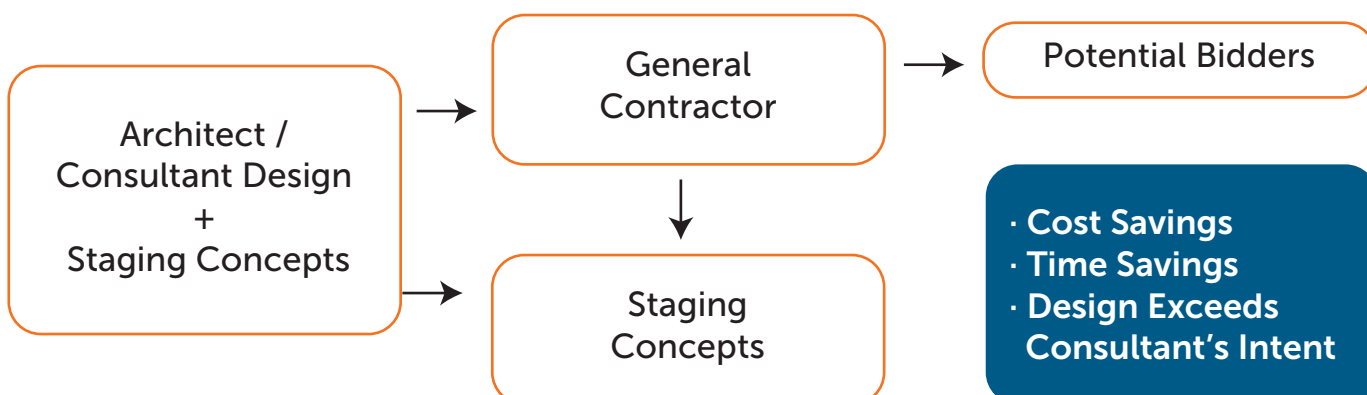 Architect /
Consultant Design
+
Staging Concepts
General
Contractor
Potential Bidders
Staging
Concepts
· Cost Savings
· Time Savings
· Design Exceeds
Consultant’s Intent